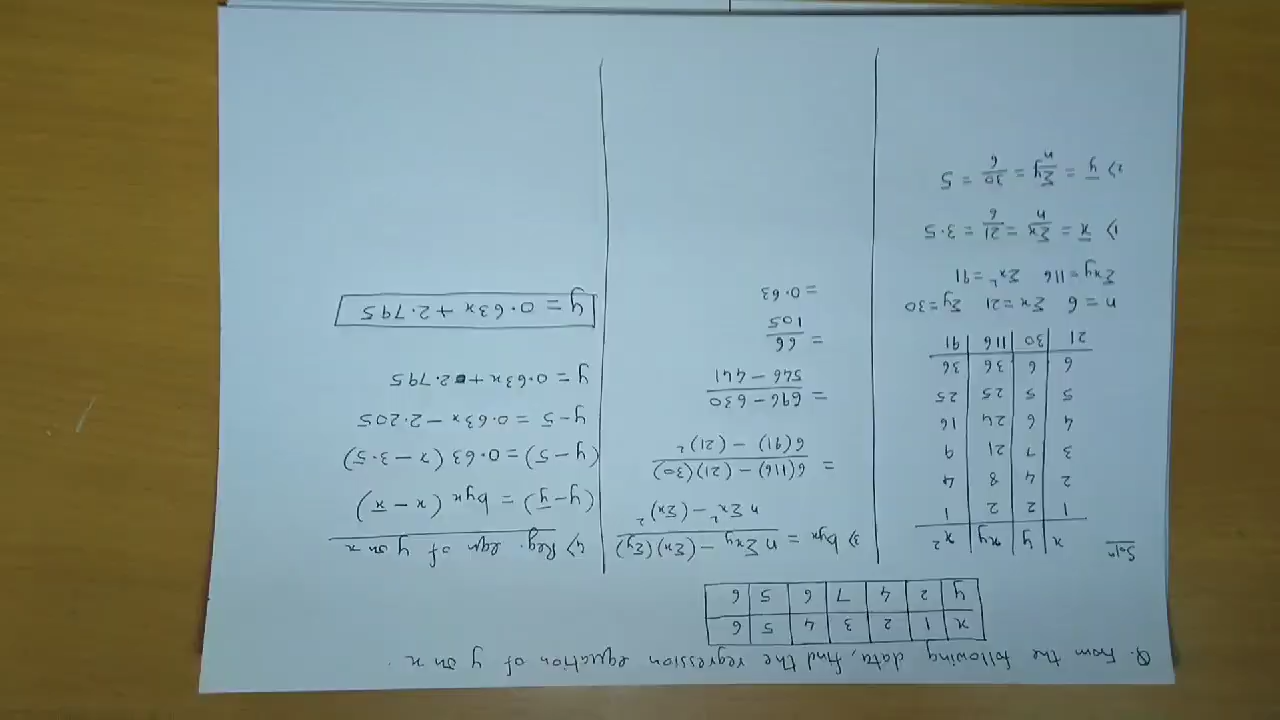 Q. From the following data, find the regression equation of y on x.
x 1 2 3 4 5 6
y 2 4 7 6 5 6
Solⁿ
x y xy x²
1 2 2 1
2 4 8 4
3 7 21 9
4 6 24 16
5 5 25 25
6 6 36 36
21 30 116 91
n = 6 Σx = 21 Σy = 30
Σxy = 116 Σx² = 91
1) x̄ = Σx/n = 21/6 = 3.5
2) ȳ = Σy/n = 30/6 = 5
3) byx = nΣxy - (Σx)(Σy) / nΣx² - (Σx)²
= 6(116) - (21)(30) / 6(91) - (21)²
= 696 - 630 / 546 - 441
= 66/105
= 0.63
4) Reg. eqn of y on x
(y - ȳ) = byx (x - x̄)
(y - 5) = 0.63 (x - 3.5)
y - 5 = 0.63x - 2.205
y = 0.63x + 2.795
y = 0.63x + 2.795